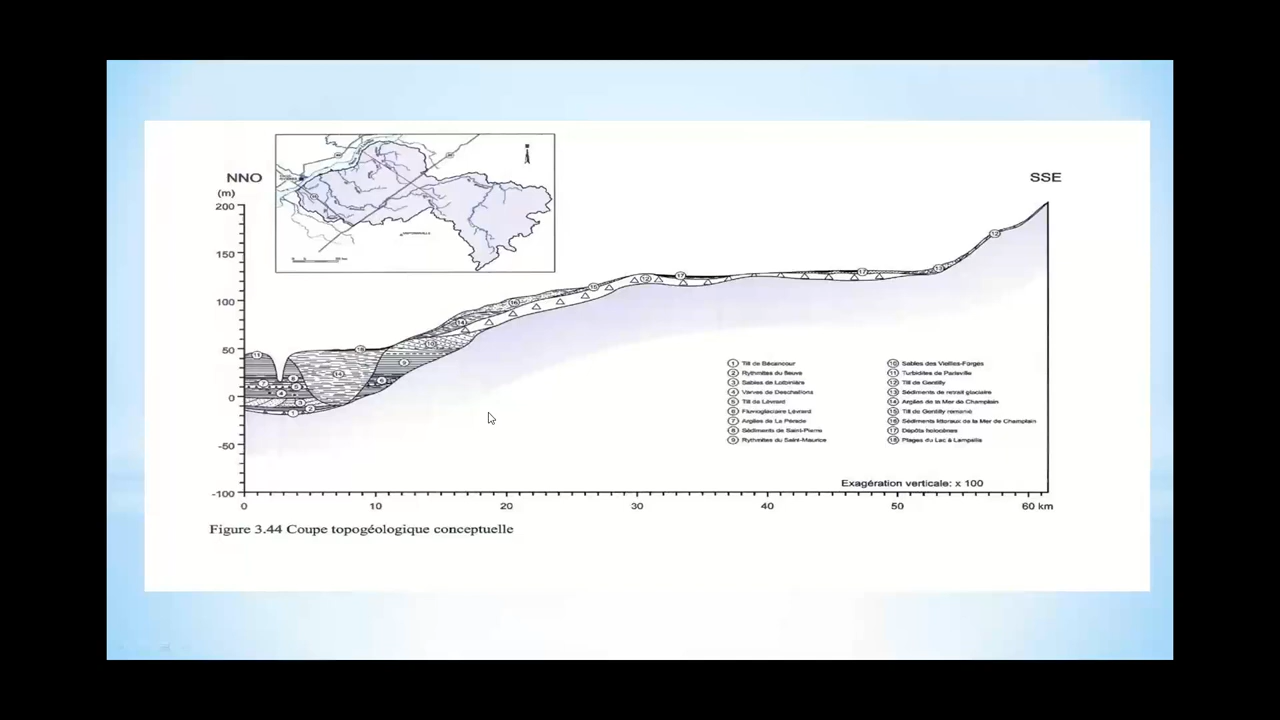 NNO
SSE
(m)
200
150
100
50
0
-50
-100
0 10 20 30 40 50 60 km
1 Till de Bécancour
2 Rythmites du fleuve
3 Sables de Lotbinière
4 Varves de Deschaillons
5 Till de Lévrard
6 Fluvioglaciaire Lévrard
7 Argiles de La Pérade
8 Sédiments de Saint-Pierre
9 Rythmites du Saint-Maurice
10 Sables des Vieilles-Forges
11 Turbidites de Parleville
12 Till de Gentilly
13 Sédiments de retrait glaciaire
14 Argiles de la Mer de Champlain
15 Till de Gentilly remanié
16 Sédiments littoraux de la Mer de Champlain
17 Dépôts holocènes
18 Plages du Lac à Lampsilis
Exagération verticale: x 100
Figure 3.44 Coupe topogéologique conceptuelle